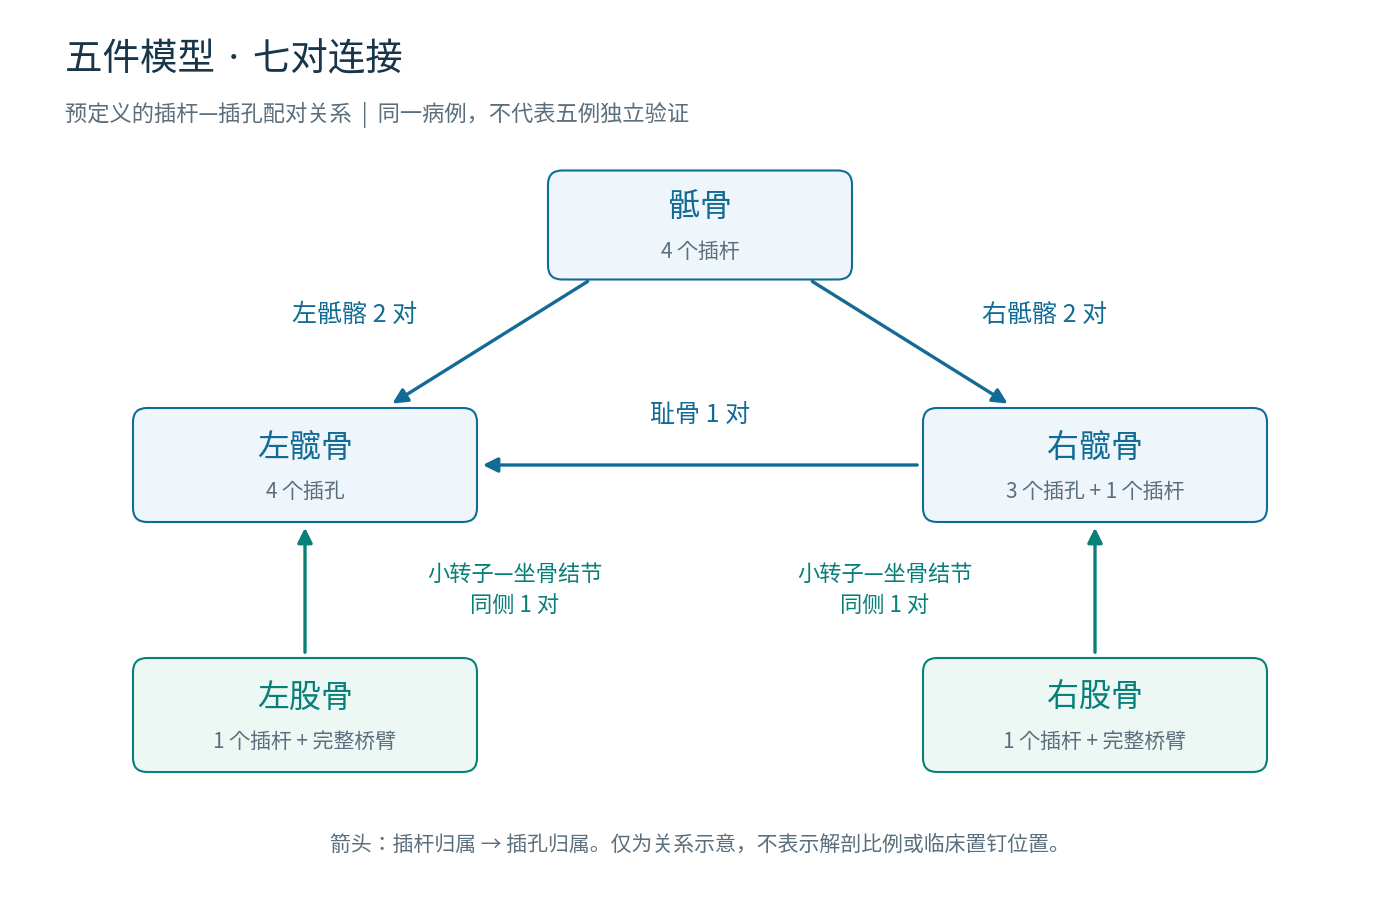 五件模型 · 七对连接
预定义的插杆—插孔配对关系 | 同一病例，不代表五例独立验证
骶骨
4 个插杆
左骶髂 2 对
右骶髂 2 对
耻骨 1 对
左髋骨
4 个插孔
右髋骨
3 个插孔 + 1 个插杆
小转子—坐骨结节
同侧 1 对
小转子—坐骨结节
同侧 1 对
左股骨
1 个插杆 + 完整桥臂
右股骨
1 个插杆 + 完整桥臂
箭头：插杆归属 → 插孔归属。仅为关系示意，不表示解剖比例或临床置钉位置。